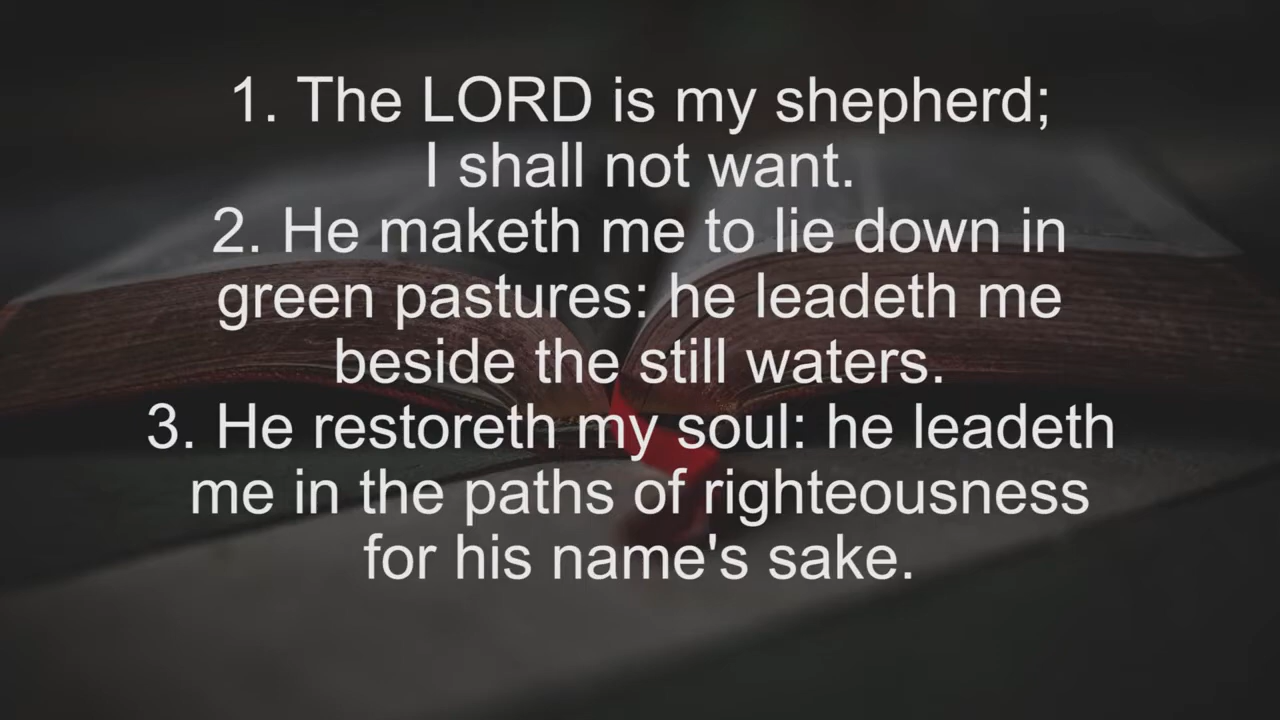 1. The LORD is my shepherd;
I shall not want.
2. He maketh me to lie down in
green pastures: he leadeth me
beside the still waters.
3. He restoreth my soul: he leadeth
me in the paths of righteousness
for his name's sake.